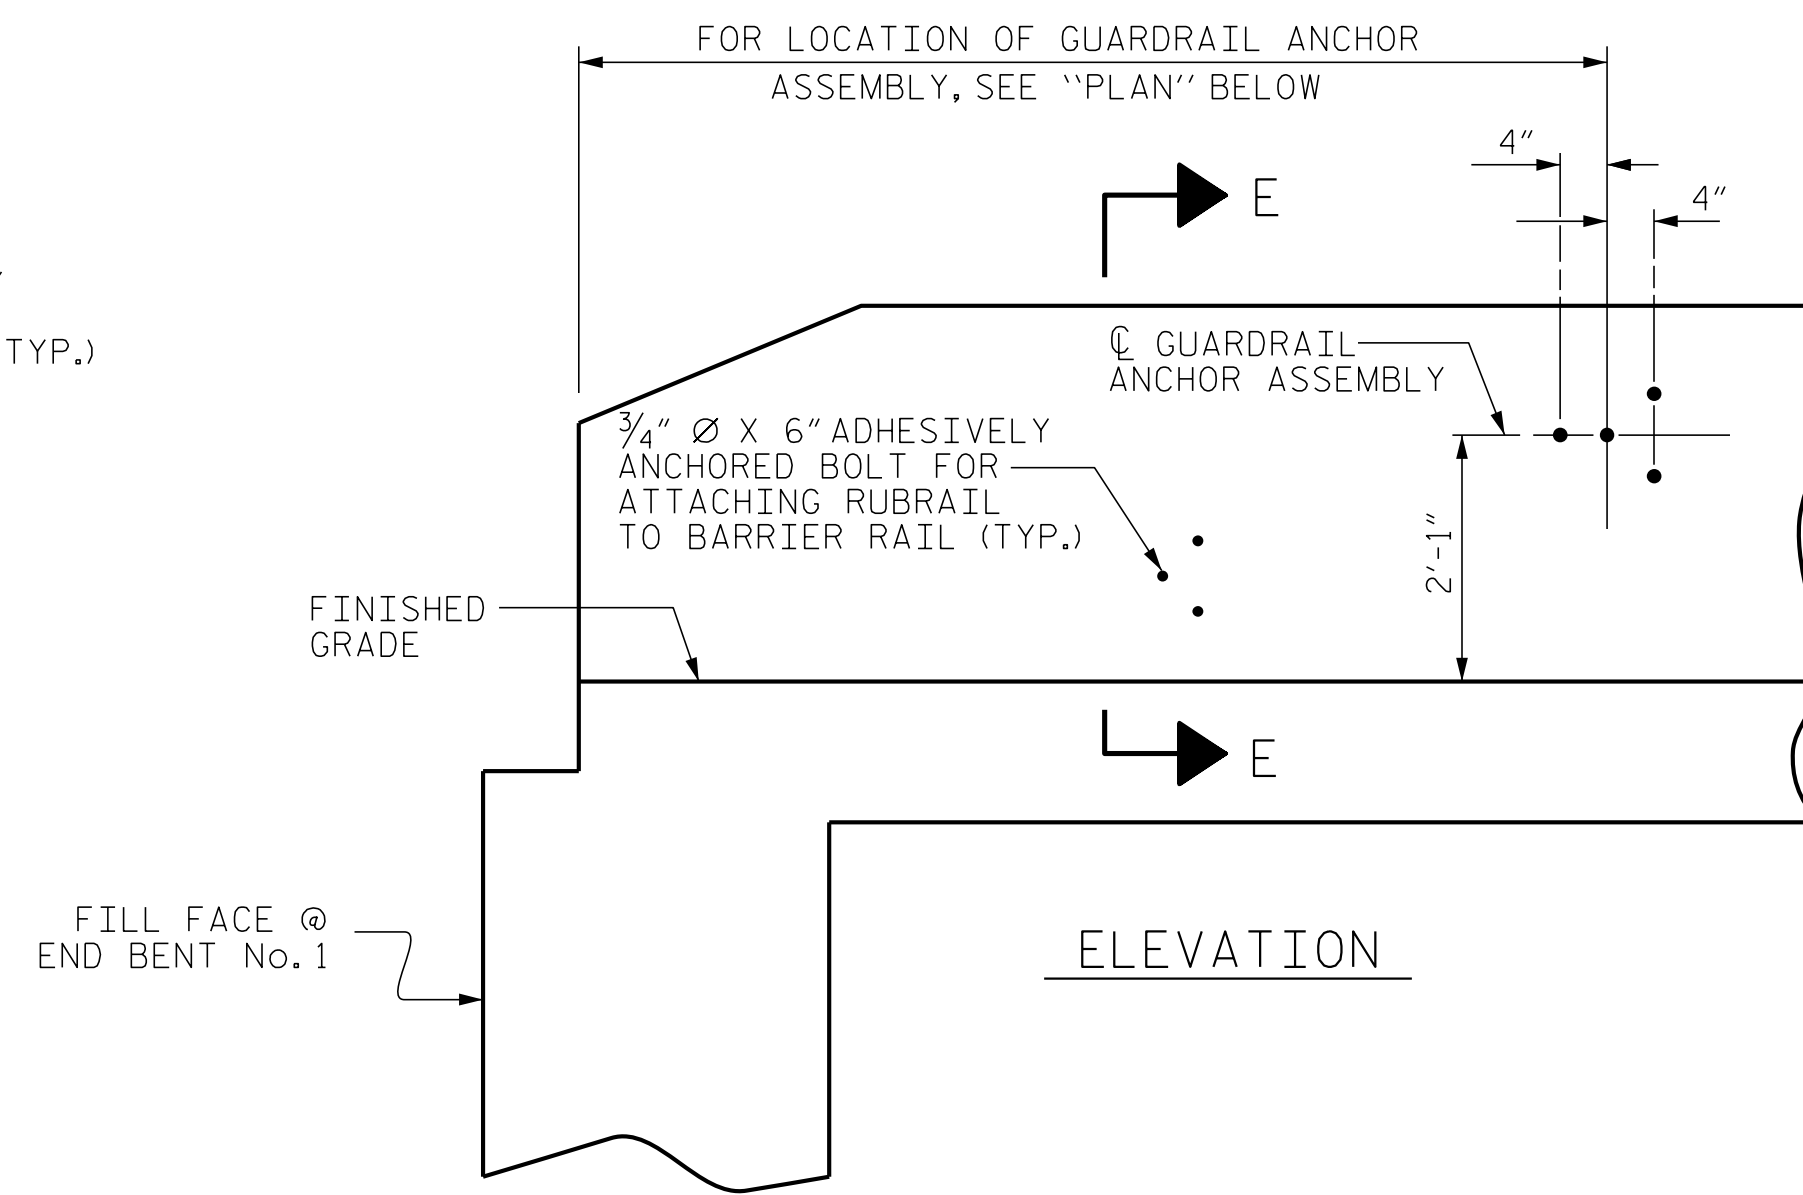 FOR LOCATION OF GUARDRAIL ANCHOR
ASSEMBLY, SEE "PLAN" BELOW
4"
4"
E
TYP.)
℄ GUARDRAIL
ANCHOR ASSEMBLY
3/4" Ø X 6" ADHESIVELY
ANCHORED BOLT FOR
ATTACHING RUBRAIL
TO BARRIER RAIL (TYP.)
2'-1"
FINISHED
GRADE
E
FILL FACE @
END BENT No. 1
ELEVATION